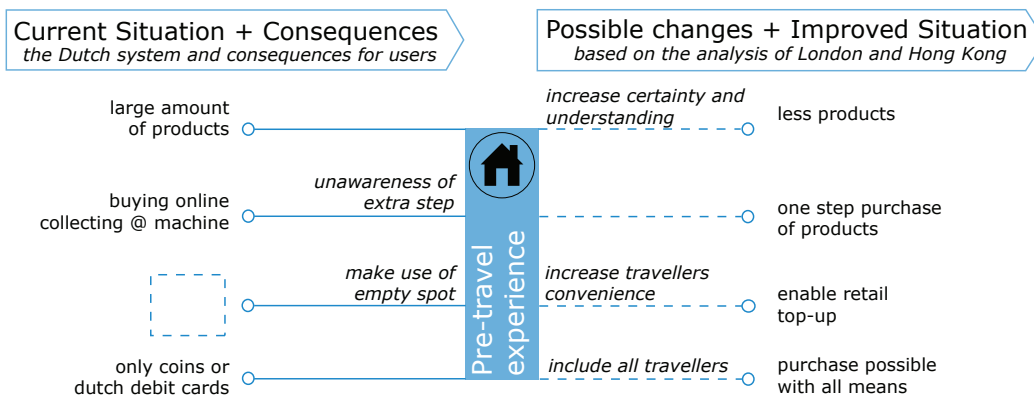 Current Situation + Consequences
the Dutch system and consequences for users
Possible changes + Improved Situation
based on the analysis of London and Hong Kong
large amount
of products
increase certainty and
understanding
less products
buying online
collecting @ machine
unawareness of
extra step
one step purchase
of products
make use of
empty spot
increase travellers
convenience
enable retail
top-up
only coins or
dutch debit cards
include all travellers
purchase possible
with all means
Pre-travel
experience